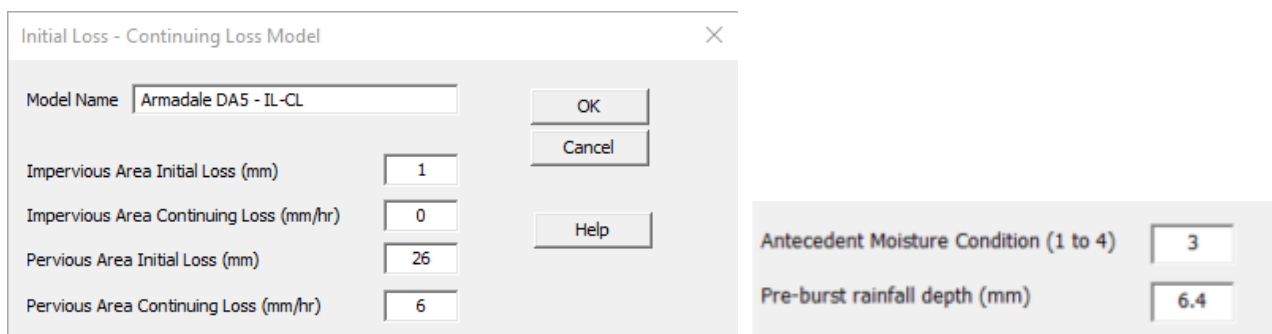 Initial Loss - Continuing Loss Model
Model Name Armadale DA5 - IL-CL
OK
Cancel
Impervious Area Initial Loss (mm) 1
Impervious Area Continuing Loss (mm/hr) 0
Help
Pervious Area Initial Loss (mm) 26
Pervious Area Continuing Loss (mm/hr) 6
Antecedent Moisture Condition (1 to 4) 3
Pre-burst rainfall depth (mm) 6.4